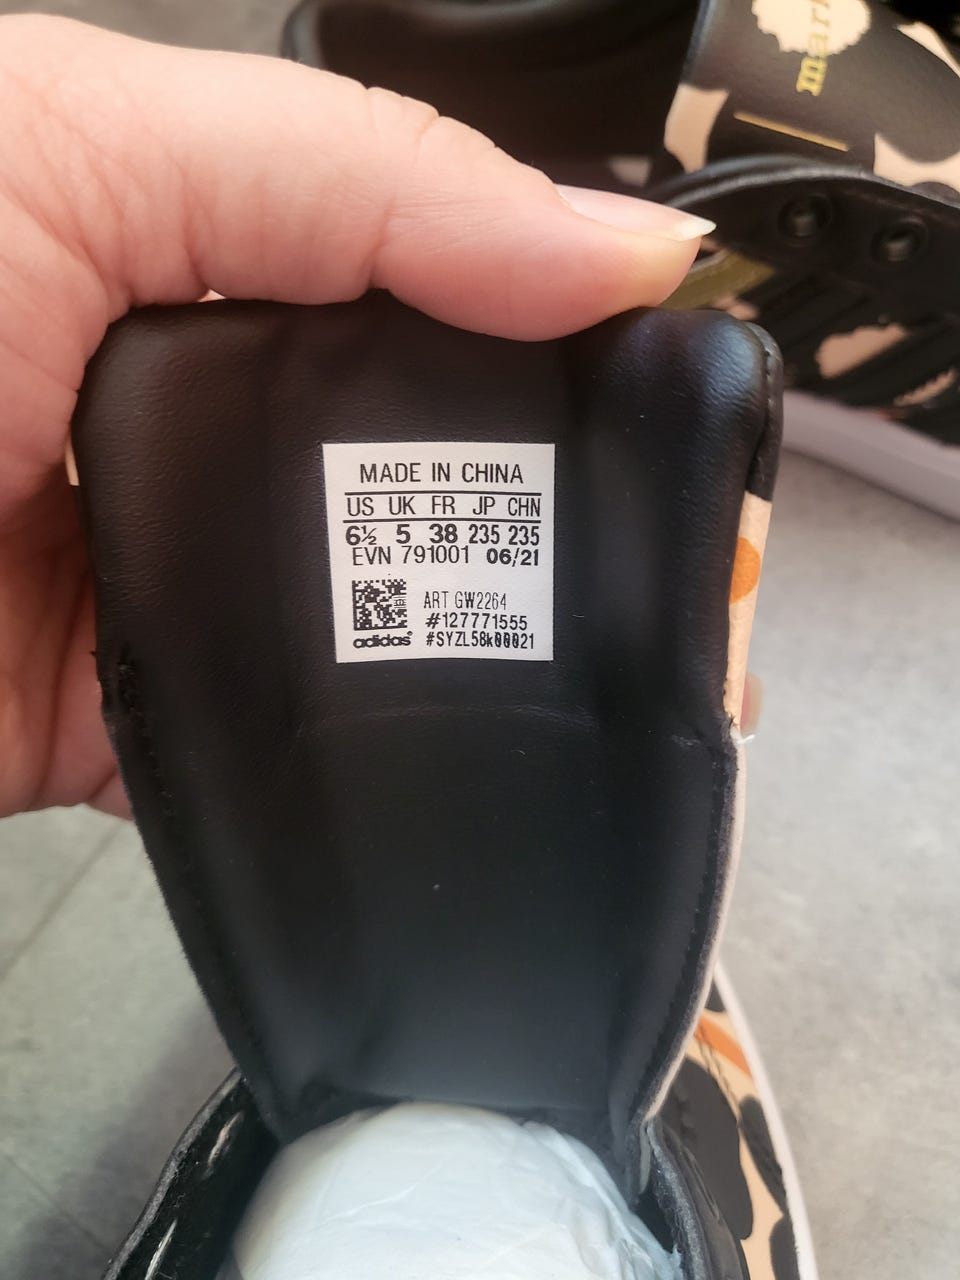 MADE IN CHINA
US UK FR JP CHN
6½ 5 38 235 235
EVN 791001 06/21
ART GW2264
#127771555
adidas® #SYZL58k00021